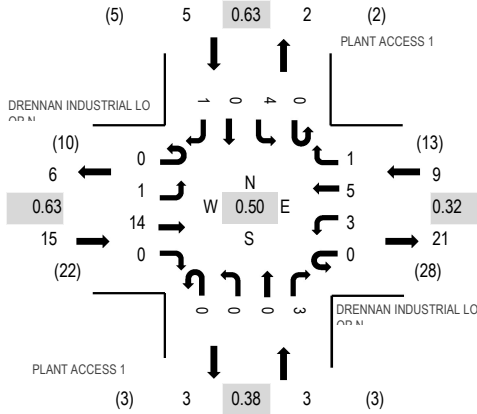 (5) 5 0.63 2 (2)
PLANT ACCESS 1
DRENNAN INDUSTRIAL LO
1 0 4 0
(10) 0 1 (13)
6 9
1 N 5
0.63 W 0.50 E 0.32
14 S 3
15 21
0 0
(22) (28)
0 0 0 3
DRENNAN INDUSTRIAL LO
PLANT ACCESS 1
(3) 3 0.38 3 (3)